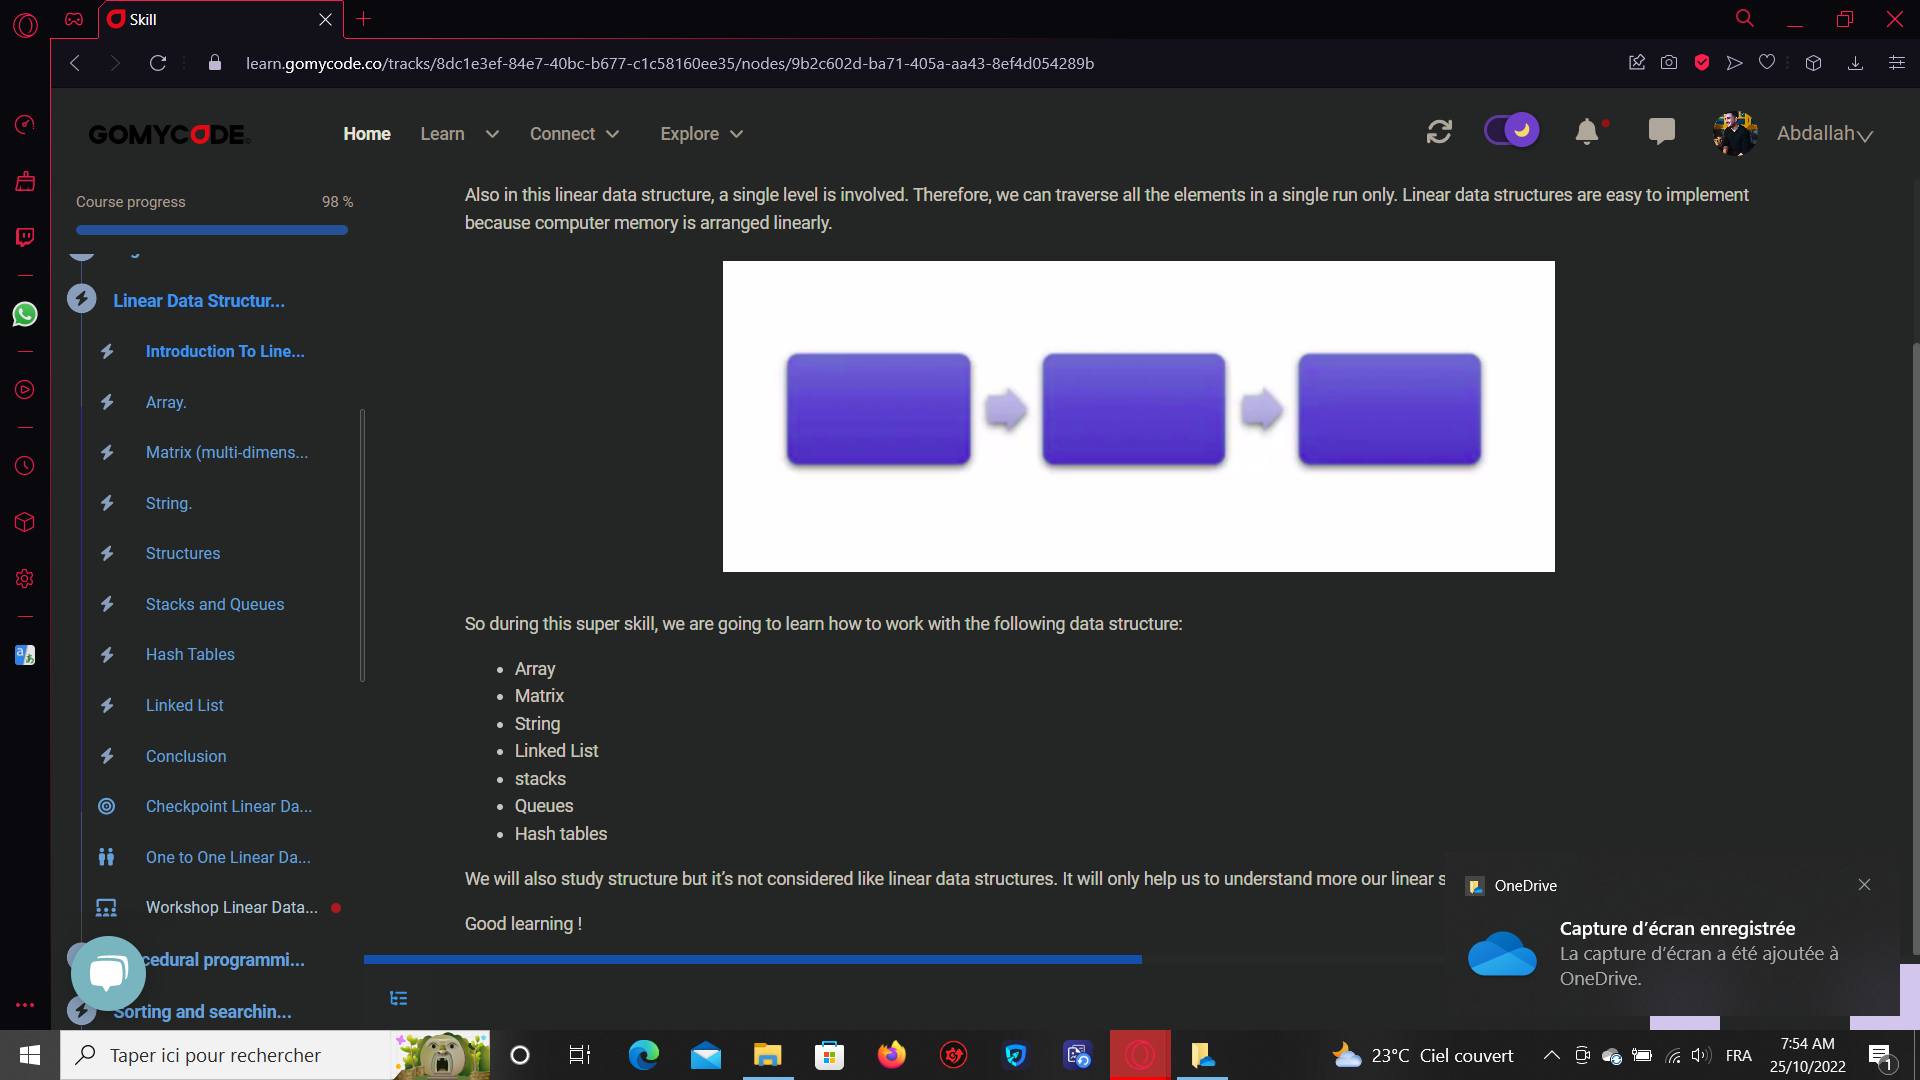 Skill
learn.gomycode.co/tracks/8dc1e3ef-84e7-40bc-b677-c1c58160ee35/nodes/9b2c602d-ba71-405a-aa43-8ef4d054289b
GOMYCODE
Home
Learn
Connect
Explore
Abdallah
Course progress
98 %
Linear Data Structur...
Introduction To Line...
Array.
Matrix (multi-dimens...
String.
Structures
Stacks and Queues
Hash Tables
Linked List
Conclusion
Checkpoint Linear Da...
One to One Linear Da...
Workshop Linear Data...
cedural programmi...
Sorting and searchin...
Also in this linear data structure, a single level is involved. Therefore, we can traverse all the elements in a single run only. Linear data structures are easy to implement
because computer memory is arranged linearly.
So during this super skill, we are going to learn how to work with the following data structure:
• Array
• Matrix
• String
• Linked List
• stacks
• Queues
• Hash tables
We will also study structure but it's not considered like linear data structures. It will only help us to understand more our linear s
Good learning !
OneDrive
Capture d'écran enregistrée
La capture d'écran a été ajoutée à
OneDrive.
Taper ici pour rechercher
23°C Ciel couvert
FRA
7:54 AM
25/10/2022
1